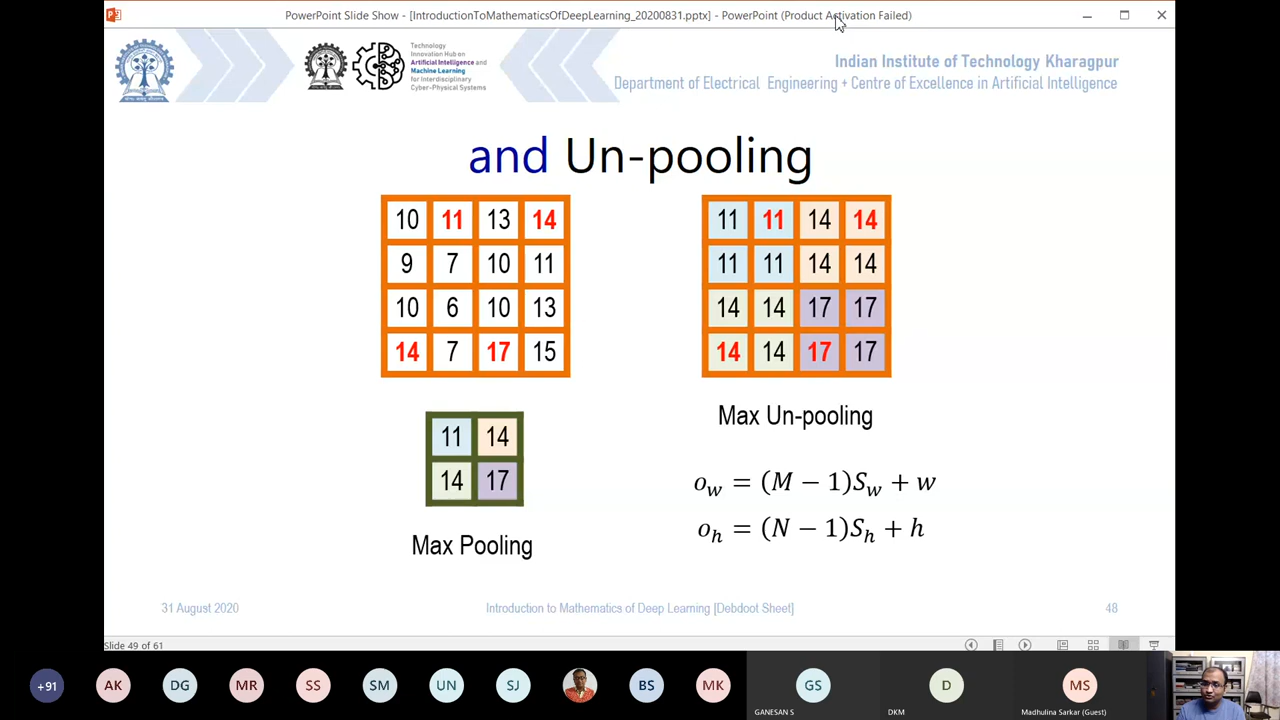 PowerPoint Slide Show - [IntroductionToMathematicsOfDeepLearning_20200831.pptx] - PowerPoint (Product Activation Failed)
Technology
Innovation Hub on
Artificial Intelligence and
Machine Learning
for Interdisciplinary
Cyber-Physical Systems
Indian Institute of Technology Kharagpur
Department of Electrical Engineering + Centre of Excellence in Artificial Intelligence
and Un-pooling
10 11 13 14
9 7 10 11
10 6 10 13
14 7 17 15
11 14
14 17
Max Pooling
11 11 14 14
11 11 14 14
14 14 17 17
14 14 17 17
Max Un-pooling
o_w = (M − 1)S_w + w
o_h = (N − 1)S_h + h
31 August 2020
Introduction to Mathematics of Deep Learning [Debdoot Sheet]
48
Slide 49 of 61
+91 AK DG MR SS SM UN SJ BS MK GS D MS
GANESAN S
DKM
Madhulina Sarkar (Guest)